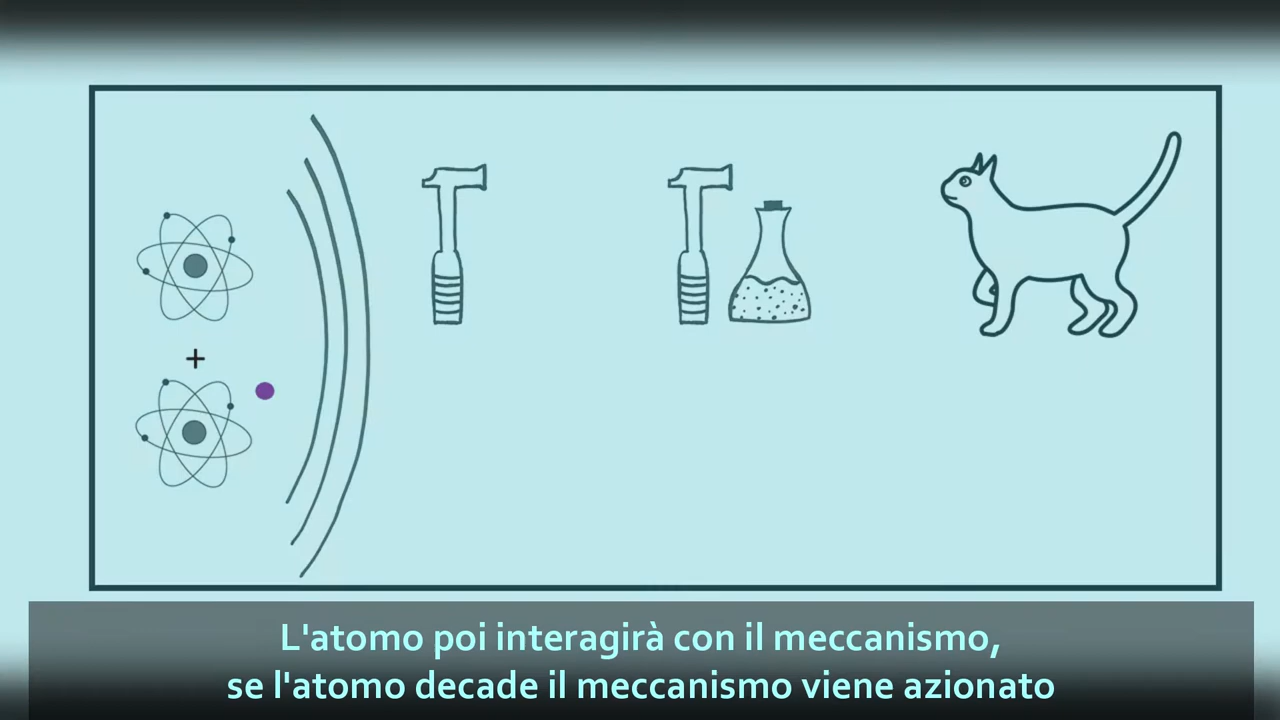 +
L'atomo poi interagirà con il meccanismo,
se l'atomo decade il meccanismo viene azionato